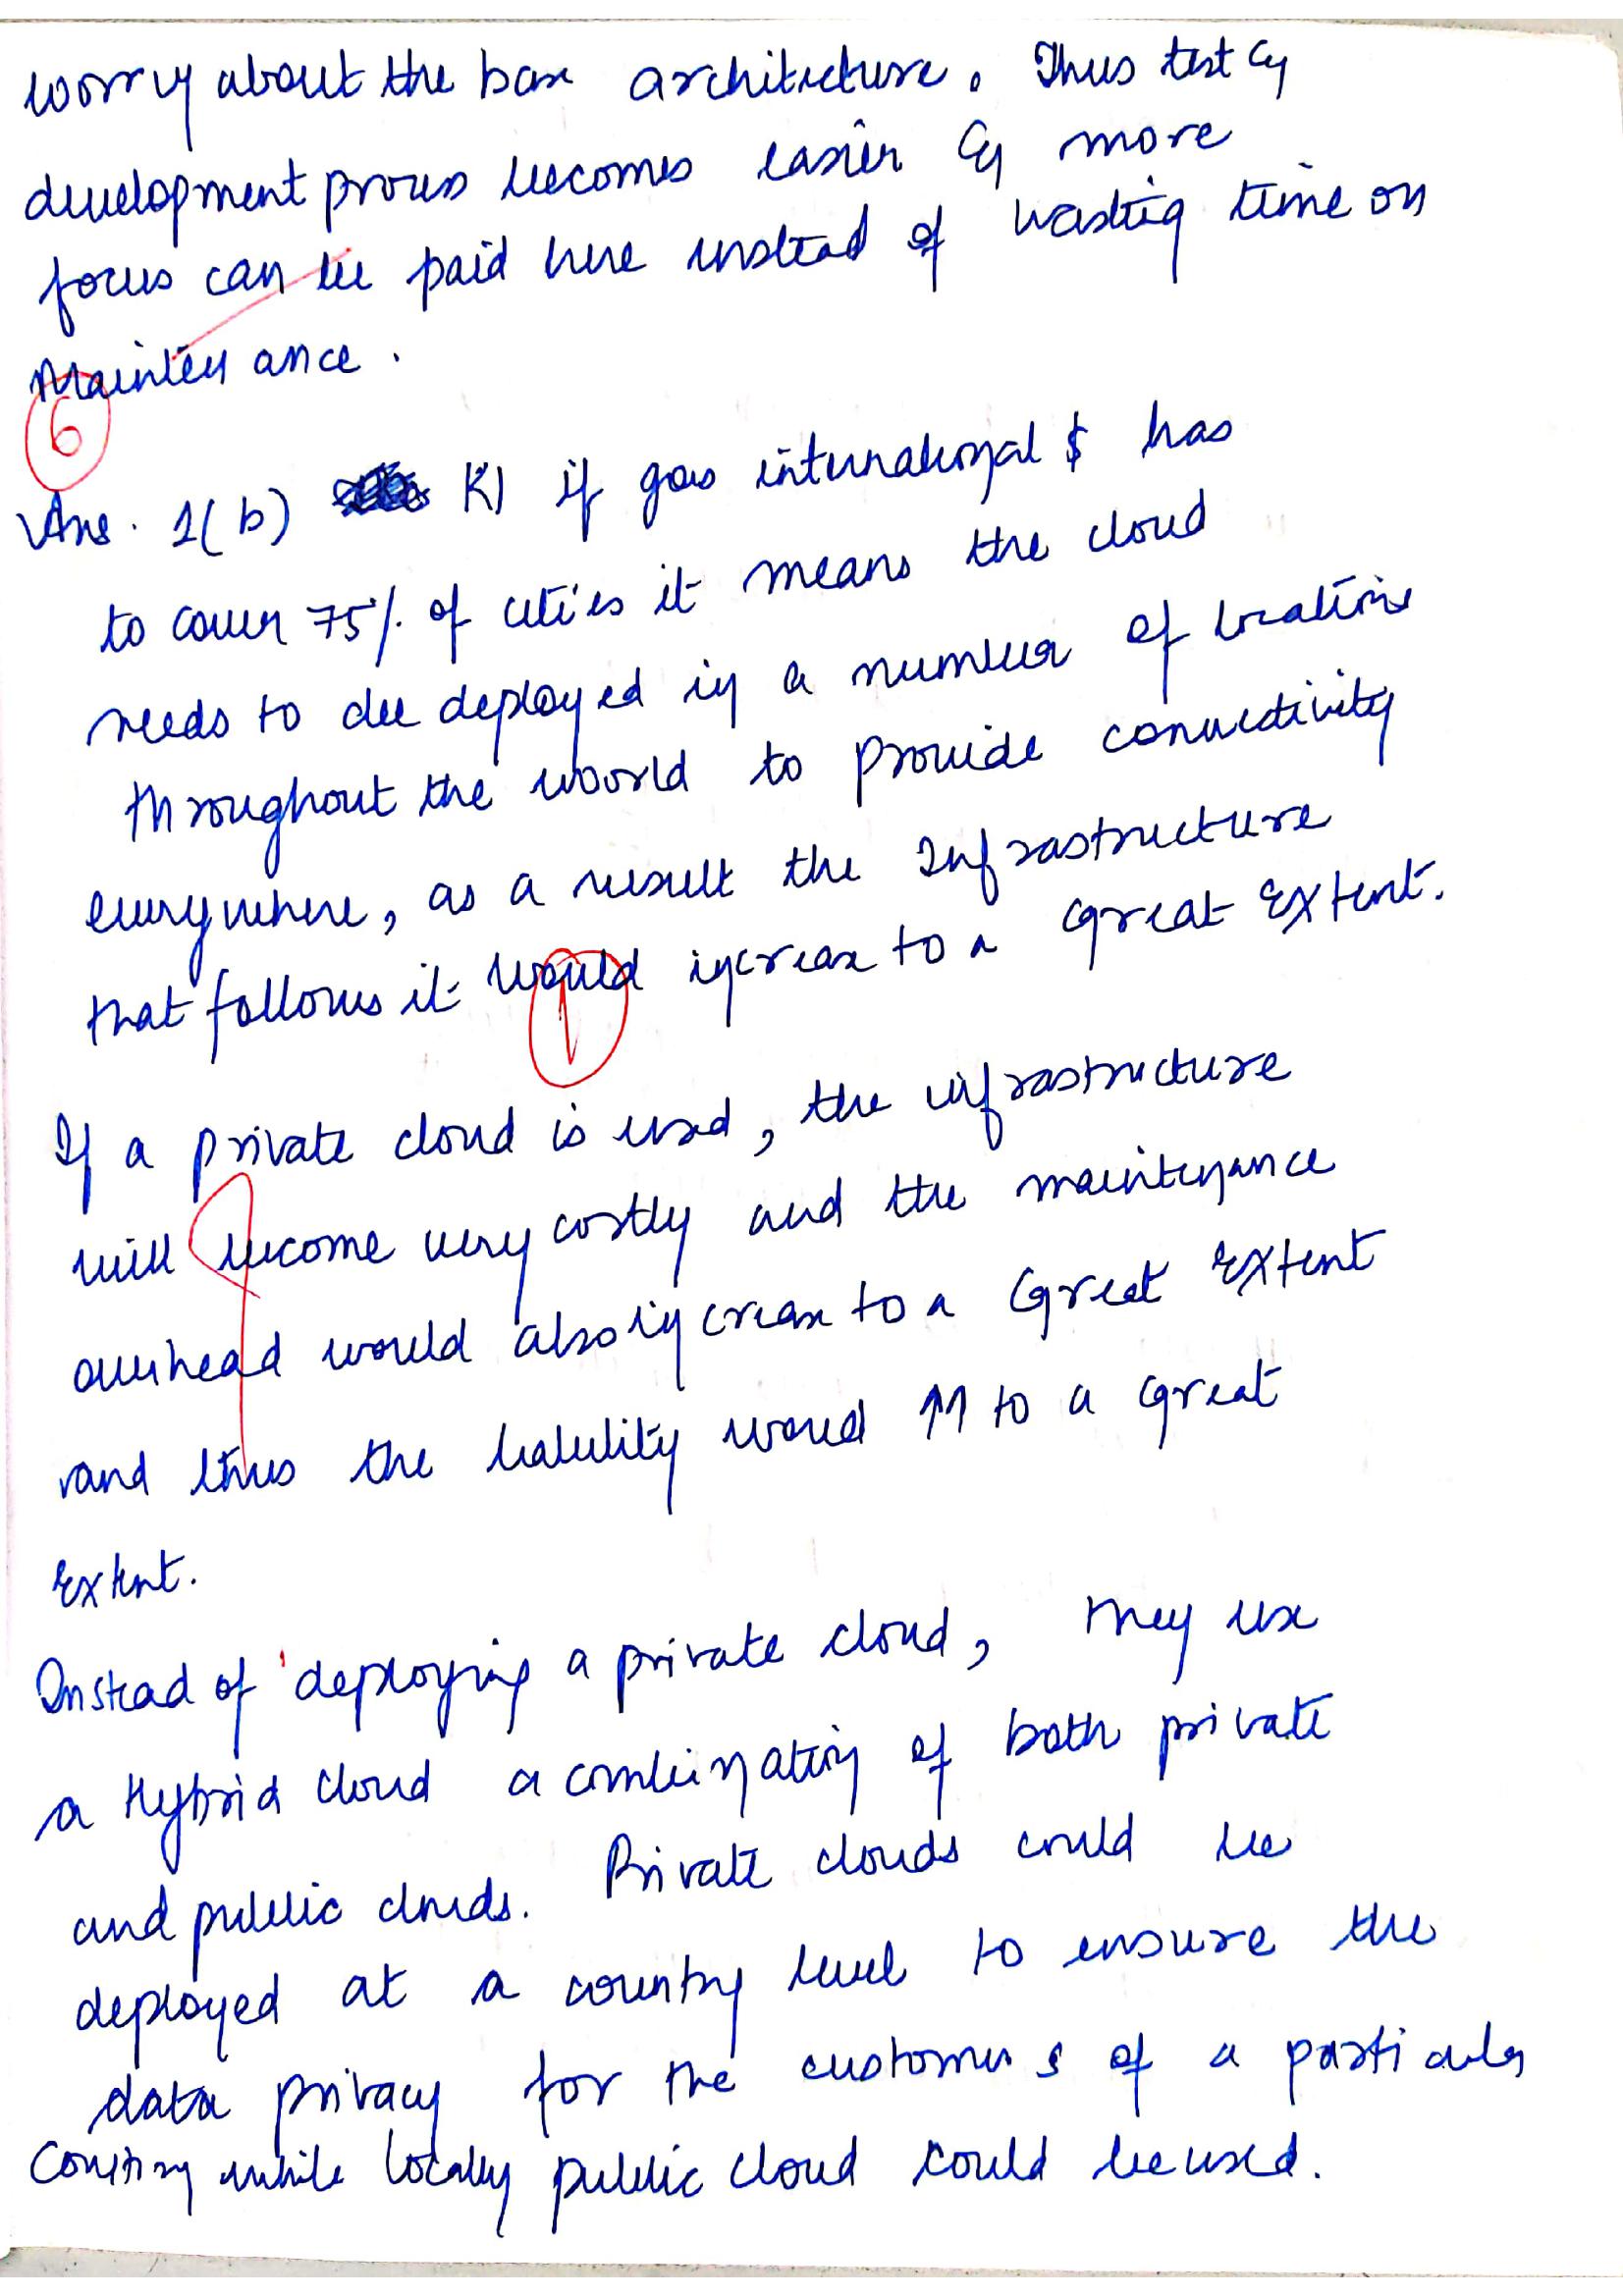 worry about the base architecture. Thus test &
development process becomes easier & more
focus can be paid here instead of wasting time on
Maintenance.
6
Ans. 1(b) KI if goes international & has
to cover 75% of cities it means the cloud
needs to be deployed in a number of locations
throughout the world to provide connectivity
everywhere, as a result the Infrastructure
that follows it would increase to a Great Extent.
1
If a private cloud is used, the infrastructure
will become very costly and the maintenance
overhead would also increase to a Great Extent
and thus the liability would ↑↑ to a great
Extent.
Instead of deploying a private cloud, they use
a Hybrid cloud a combination of both private
and public clouds. Private clouds could be
deployed at a country level to ensure the
data privacy for the customers of a particular
Country while locally public cloud could be used.